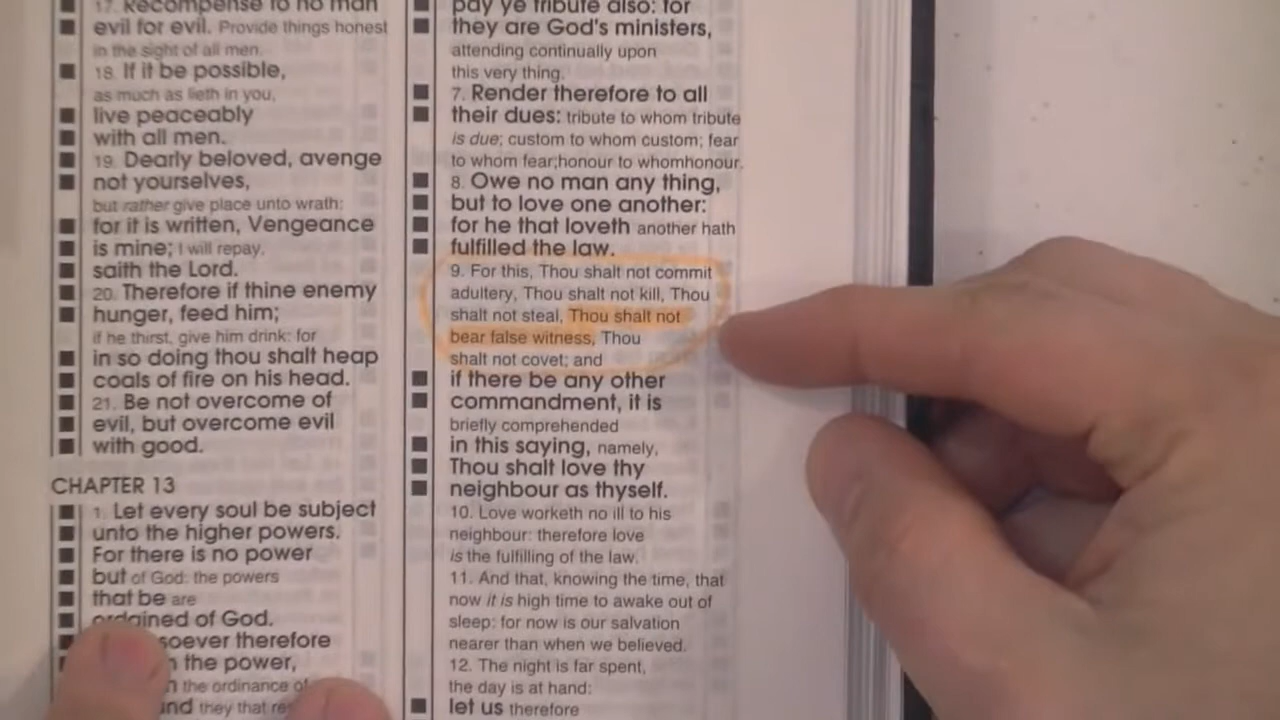 17. Recompense to no man
evil for evil. Provide things honest
in the sight of all men.
18. If it be possible,
as much as lieth in you,
live peaceably
with all men.
19. Dearly beloved, avenge
not yourselves,
but rather give place unto wrath:
for it is written, Vengeance
is mine; I will repay,
saith the Lord.
20. Therefore if thine enemy
hunger, feed him;
if he thirst, give him drink: for
in so doing thou shalt heap
coals of fire on his head.
21. Be not overcome of
evil, but overcome evil
with good.
CHAPTER 13
1. Let every soul be subject
unto the higher powers.
For there is no power
but of God: the powers
that be are
ordained of God.
soever therefore
the power,
the ordinance of
and they that
pay ye tribute also: for
they are God's ministers,
attending continually upon
this very thing.
7. Render therefore to all
their dues: tribute to whom tribute
is due; custom to whom custom; fear
to whom fear;honour to whomhonour.
8. Owe no man any thing,
but to love one another:
for he that loveth another hath
fulfilled the law.
9. For this, Thou shalt not commit
adultery, Thou shalt not kill, Thou
shalt not steal, Thou shalt not
bear false witness, Thou
shalt not covet; and
if there be any other
commandment, it is
briefly comprehended
in this saying, namely,
Thou shalt love thy
neighbour as thyself.
10. Love worketh no ill to his
neighbour: therefore love
is the fulfilling of the law.
11. And that, knowing the time, that
now it is high time to awake out of
sleep: for now is our salvation
nearer than when we believed.
12. The night is far spent,
the day is at hand:
let us therefore